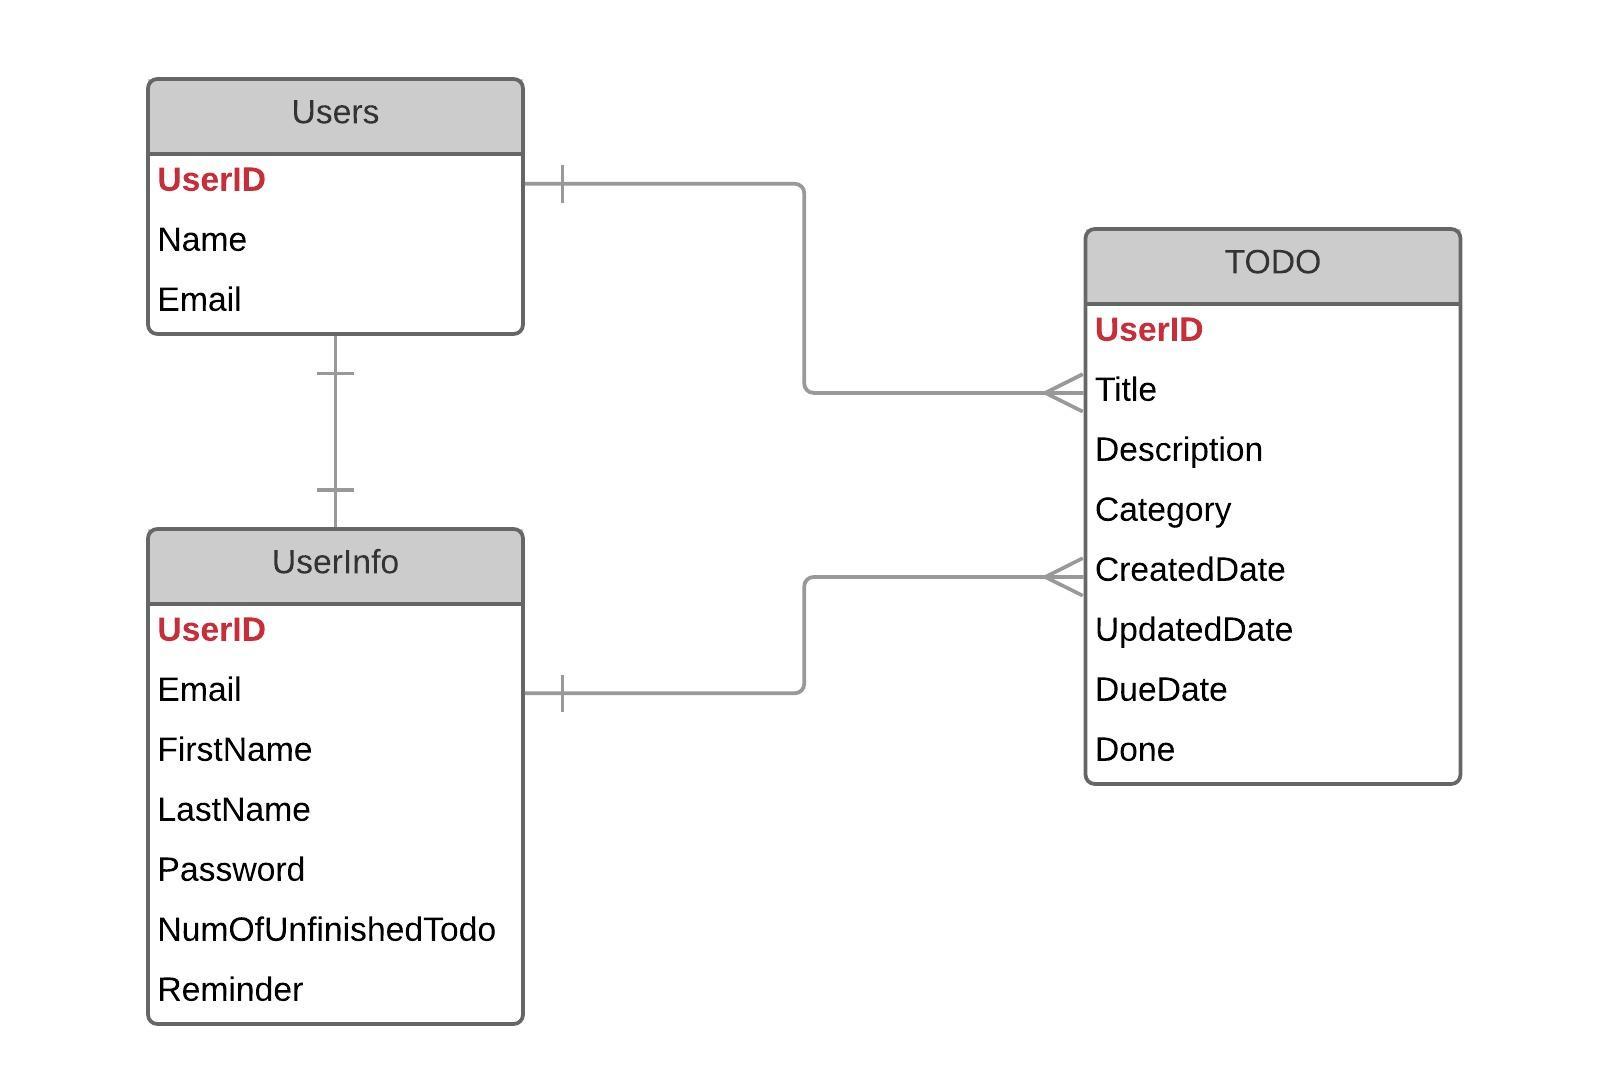 Users
UserID
Name
Email
UserInfo
UserID
Email
FirstName
LastName
Password
NumOfUnfinishedTodo
Reminder
TODO
UserID
Title
Description
Category
CreatedDate
UpdatedDate
DueDate
Done